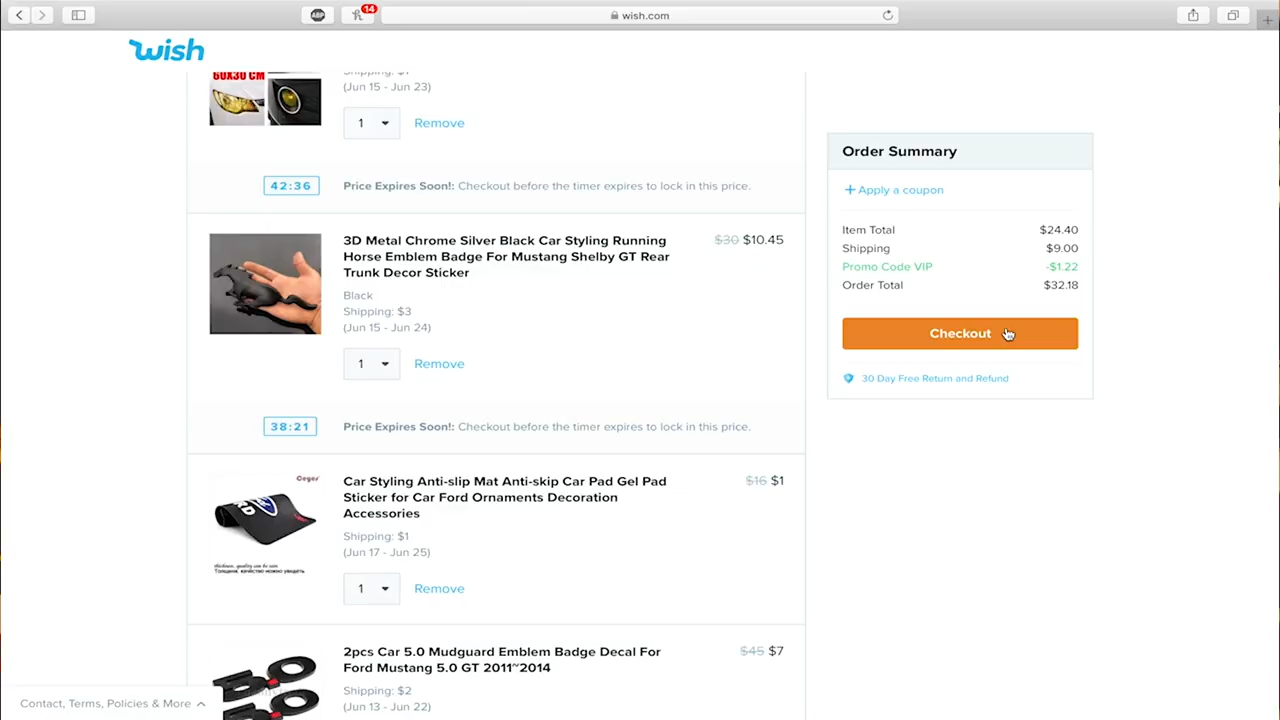 14
ABP
wish.com
wish
60X30 CM
(Jun 15 - Jun 23)
1
Remove
42:36
Price Expires Soon!: Checkout before the timer expires to lock in this price.
3D Metal Chrome Silver Black Car Styling Running
Horse Emblem Badge For Mustang Shelby GT Rear
Trunk Decor Sticker
$30 $10.45
Black
Shipping: $3
(Jun 15 - Jun 24)
1
Remove
38:21
Price Expires Soon!: Checkout before the timer expires to lock in this price.
Car Styling Anti-slip Mat Anti-skip Car Pad Gel Pad
Sticker for Car Ford Ornaments Decoration
Accessories
$16 $1
Shipping: $1
(Jun 17 - Jun 25)
1
Remove
2pcs Car 5.0 Mudguard Emblem Badge Decal For
Ford Mustang 5.0 GT 2011~2014
$45 $7
Shipping: $2
(Jun 13 - Jun 22)
5.0
5.0
Order Summary
+ Apply a coupon
Item Total $24.40
Shipping $9.00
Promo Code VIP -$1.22
Order Total $32.18
Checkout
30 Day Free Return and Refund
Contact, Terms, Policies & More